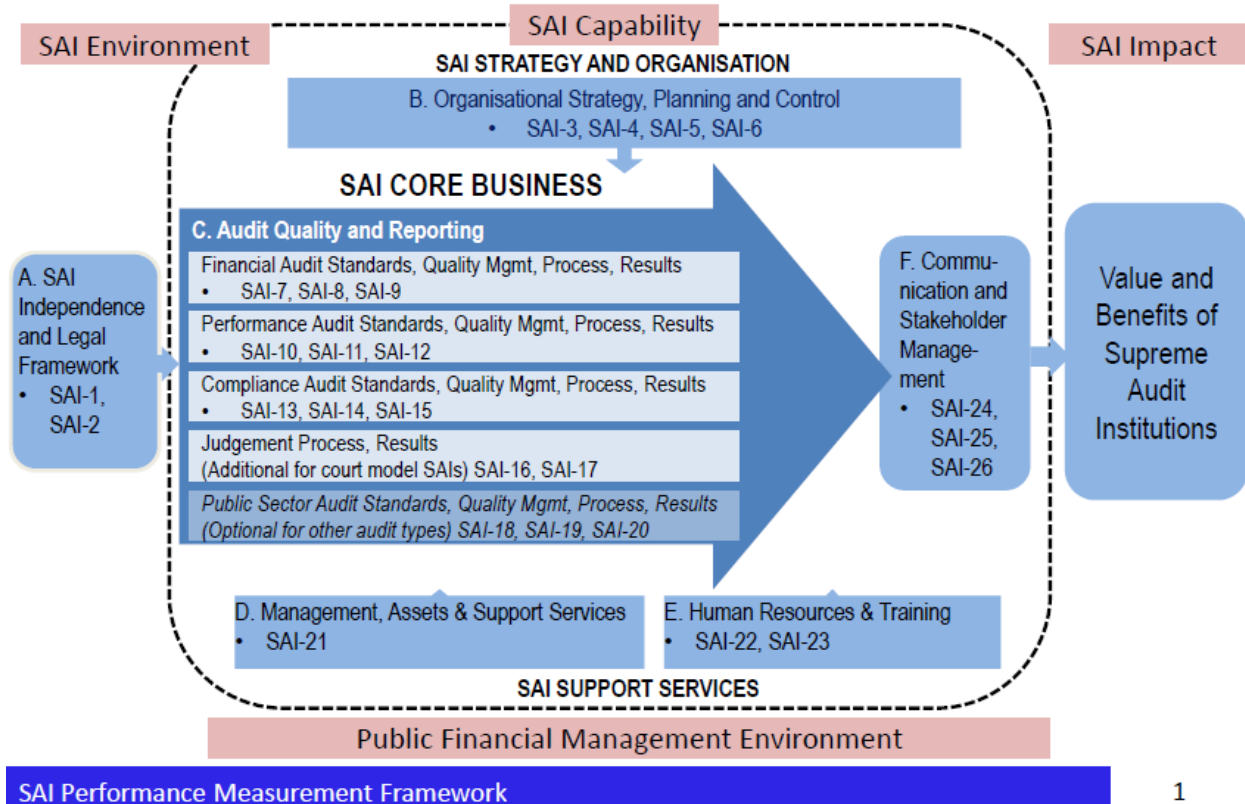 SAI Environment
SAI Capability
SAI Impact
SAI STRATEGY AND ORGANISATION
B. Organisational Strategy, Planning and Control
• SAI-3, SAI-4, SAI-5, SAI-6
SAI CORE BUSINESS
A. SAI
Independence
and Legal
Framework
• SAI-1,
SAI-2
C. Audit Quality and Reporting
Financial Audit Standards, Quality Mgmt, Process, Results
• SAI-7, SAI-8, SAI-9
Performance Audit Standards, Quality Mgmt, Process, Results
• SAI-10, SAI-11, SAI-12
Compliance Audit Standards, Quality Mgmt, Process, Results
• SAI-13, SAI-14, SAI-15
Judgement Process, Results
(Additional for court model SAIs) SAI-16, SAI-17
Public Sector Audit Standards, Quality Mgmt, Process, Results
(Optional for other audit types) SAI-18, SAI-19, SAI-20
F. Commu-
nication and
Stakeholder
Manage-
ment
• SAI-24,
SAI-25,
SAI-26
Value and
Benefits of
Supreme
Audit
Institutions
D. Management, Assets & Support Services
• SAI-21
E. Human Resources & Training
• SAI-22, SAI-23
SAI SUPPORT SERVICES
Public Financial Management Environment
SAI Performance Measurement Framework
1